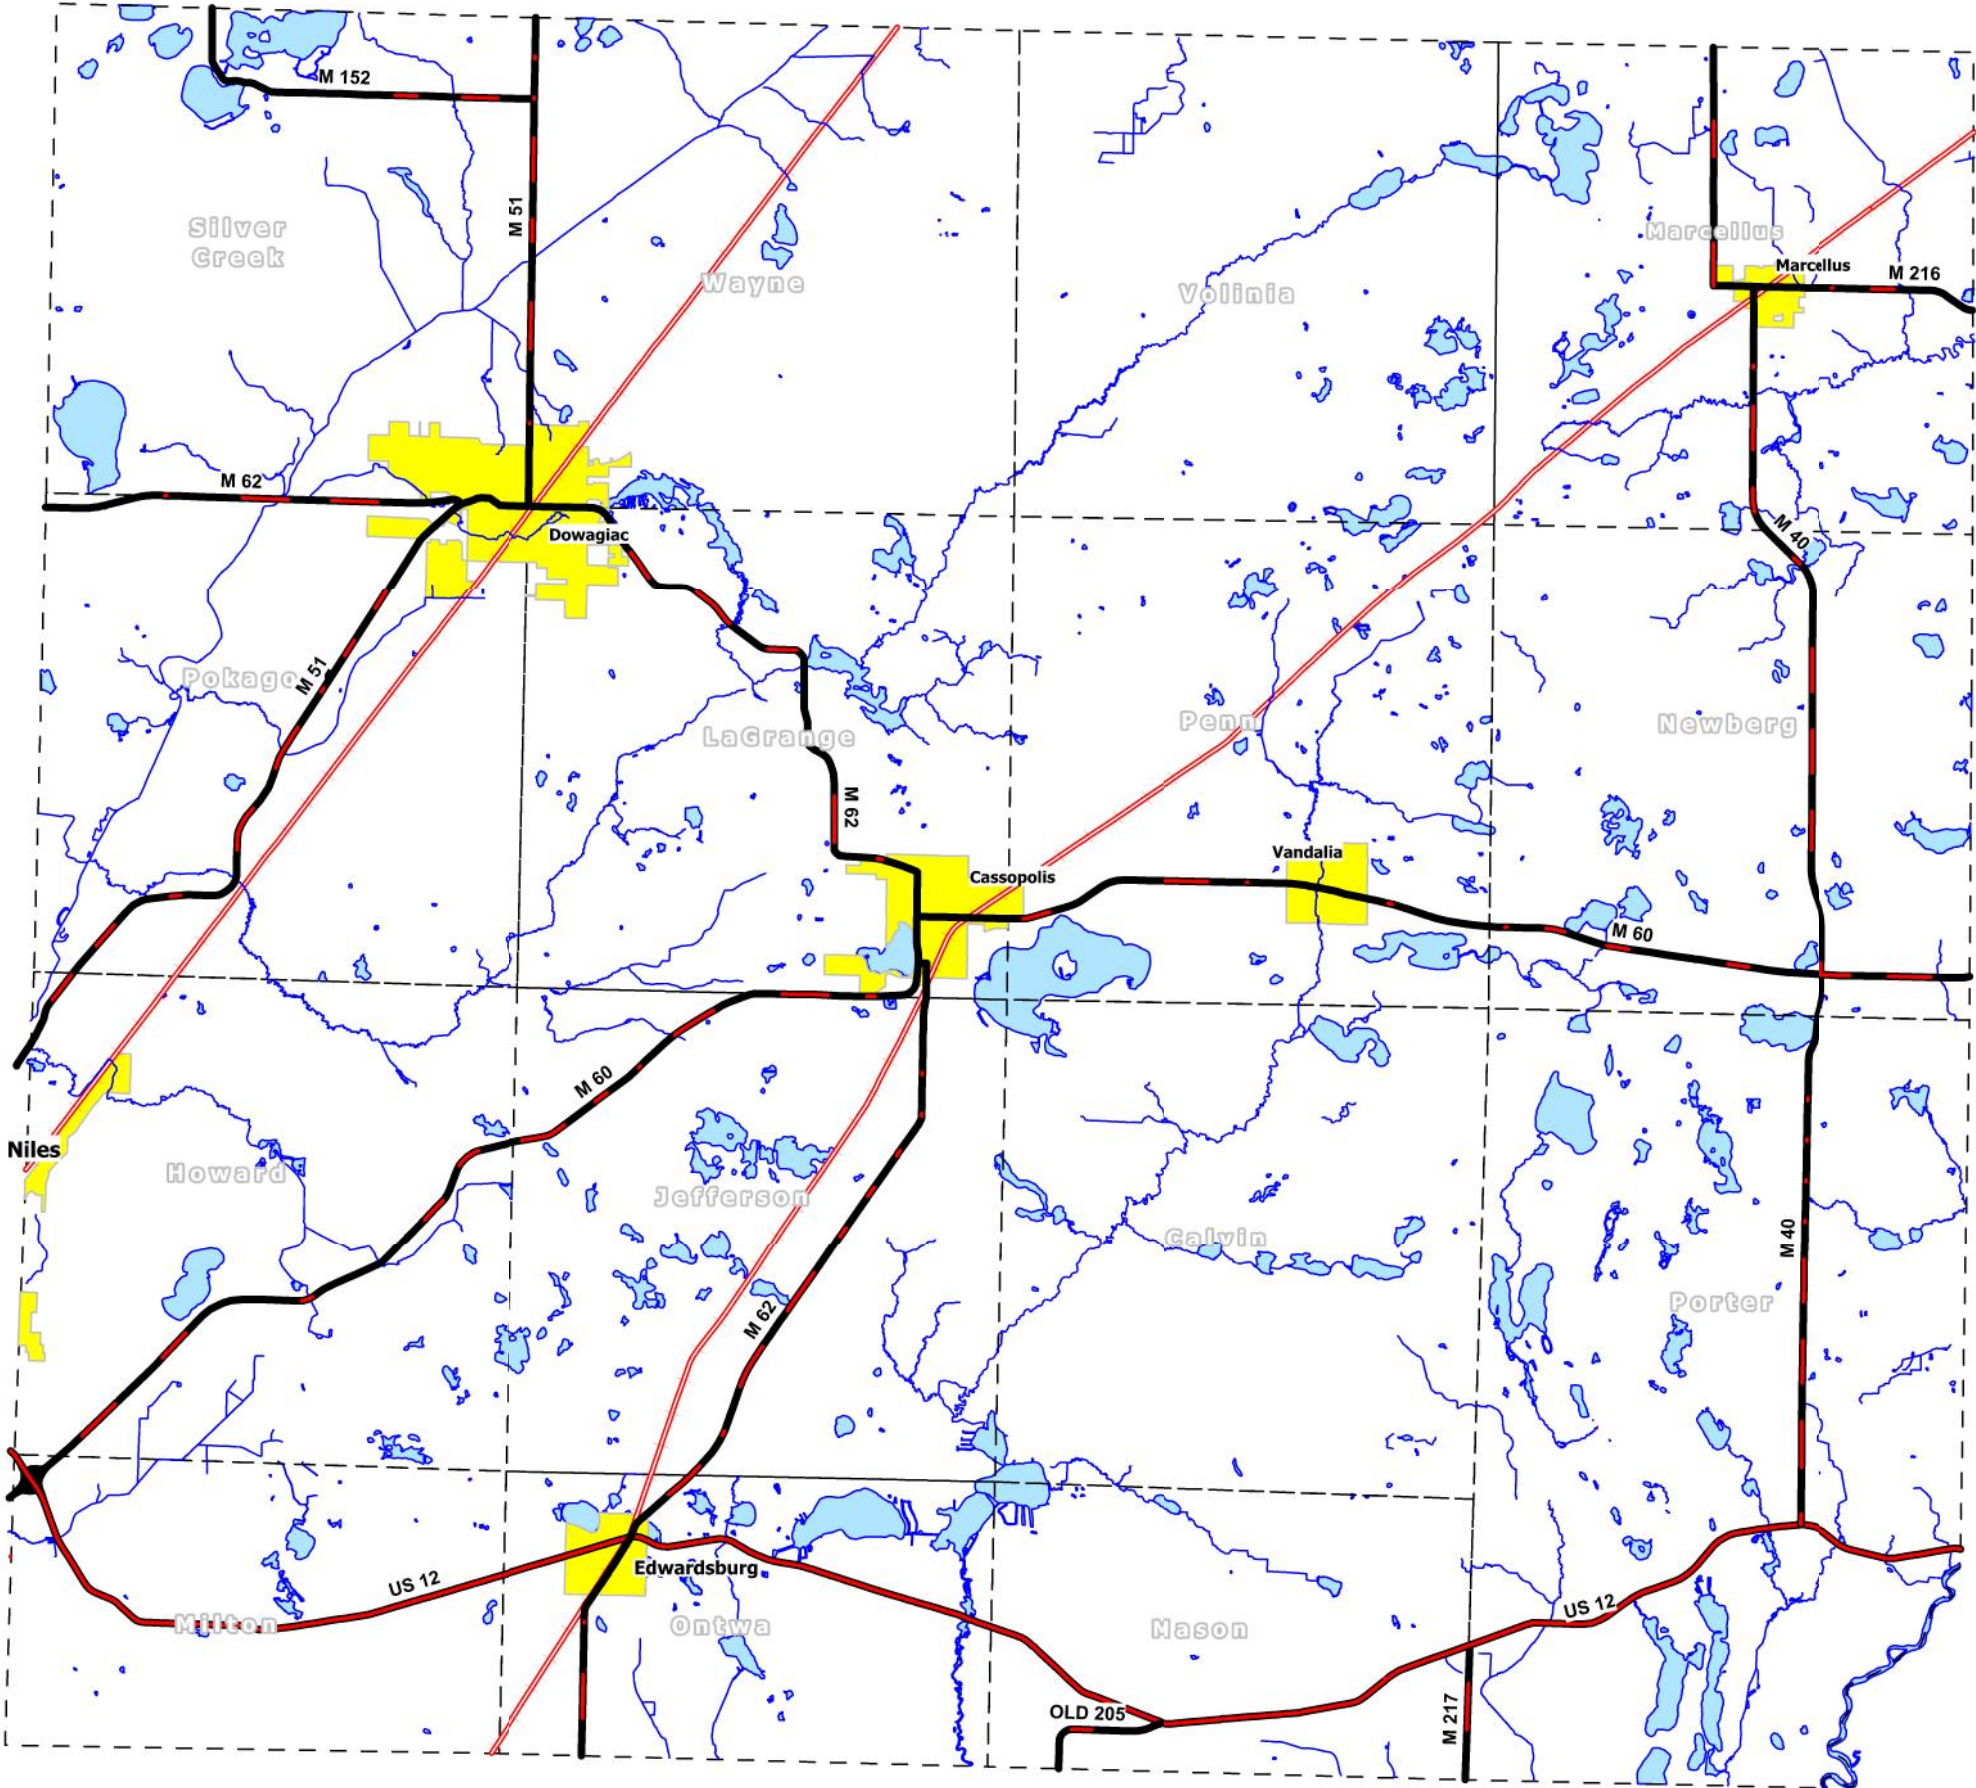 M 152
M 51
Silver
Creek
Wayne
Volinia
Marcellus
Marcellus
M 216
M 62
Dowagiac
M 40
M 51
Pokago
LaGrange
Penn
Newberg
M 62
Vandalia
Cassopolis
M 60
M 60
Niles
Howard
Jefferson
Calvin
M 40
M 62
Porter
Edwardsburg
US 12
US 12
Milton
Ontwa
Mason
OLD 205
M 217